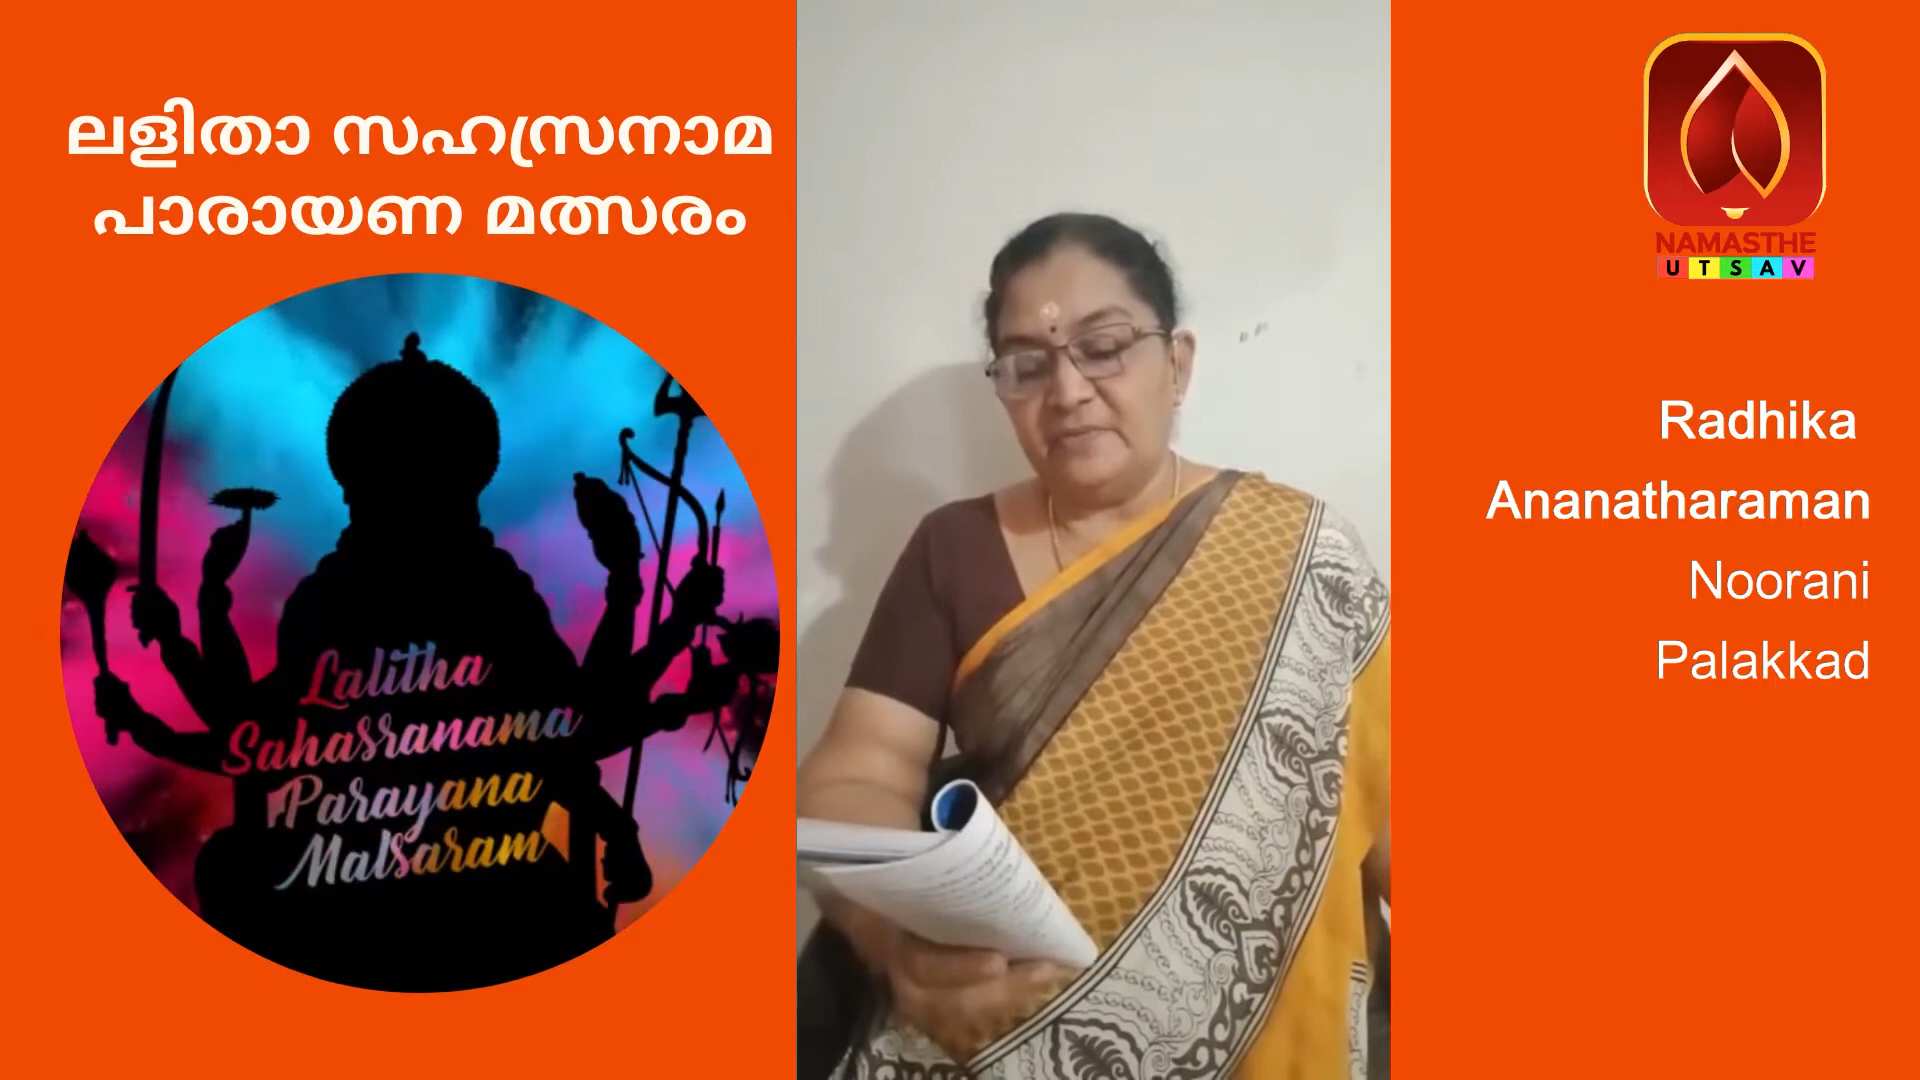 ലളിതാ സഹസ്രനാമ
പാരായണ മത്സരം
Lalitha
Sahasranama
Parayana
Malsaram
NAMASTHE
UTSAV
Radhika
Ananatharaman
Noorani
Palakkad